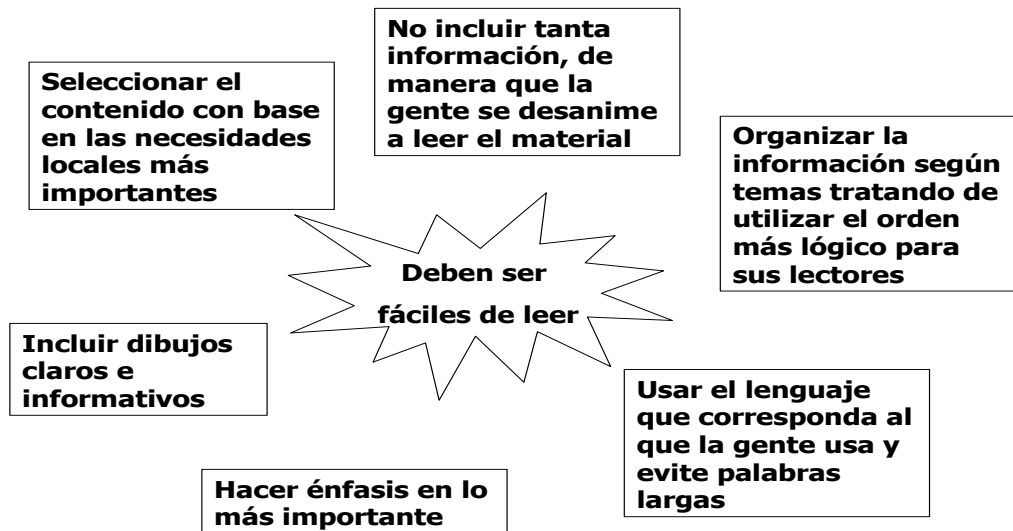 No incluir tanta
información, de
manera que la
gente se desanime
a leer el material
Seleccionar el
contenido con base
en las necesidades
locales más
importantes
Organizar la
información según
temas tratando de
utilizar el orden
más lógico para
sus lectores
Deben ser
fáciles de leer
Incluir dibujos
claros e
informativos
Usar el lenguaje
que corresponda al
que la gente usa y
evite palabras
largas
Hacer énfasis en lo
más importante